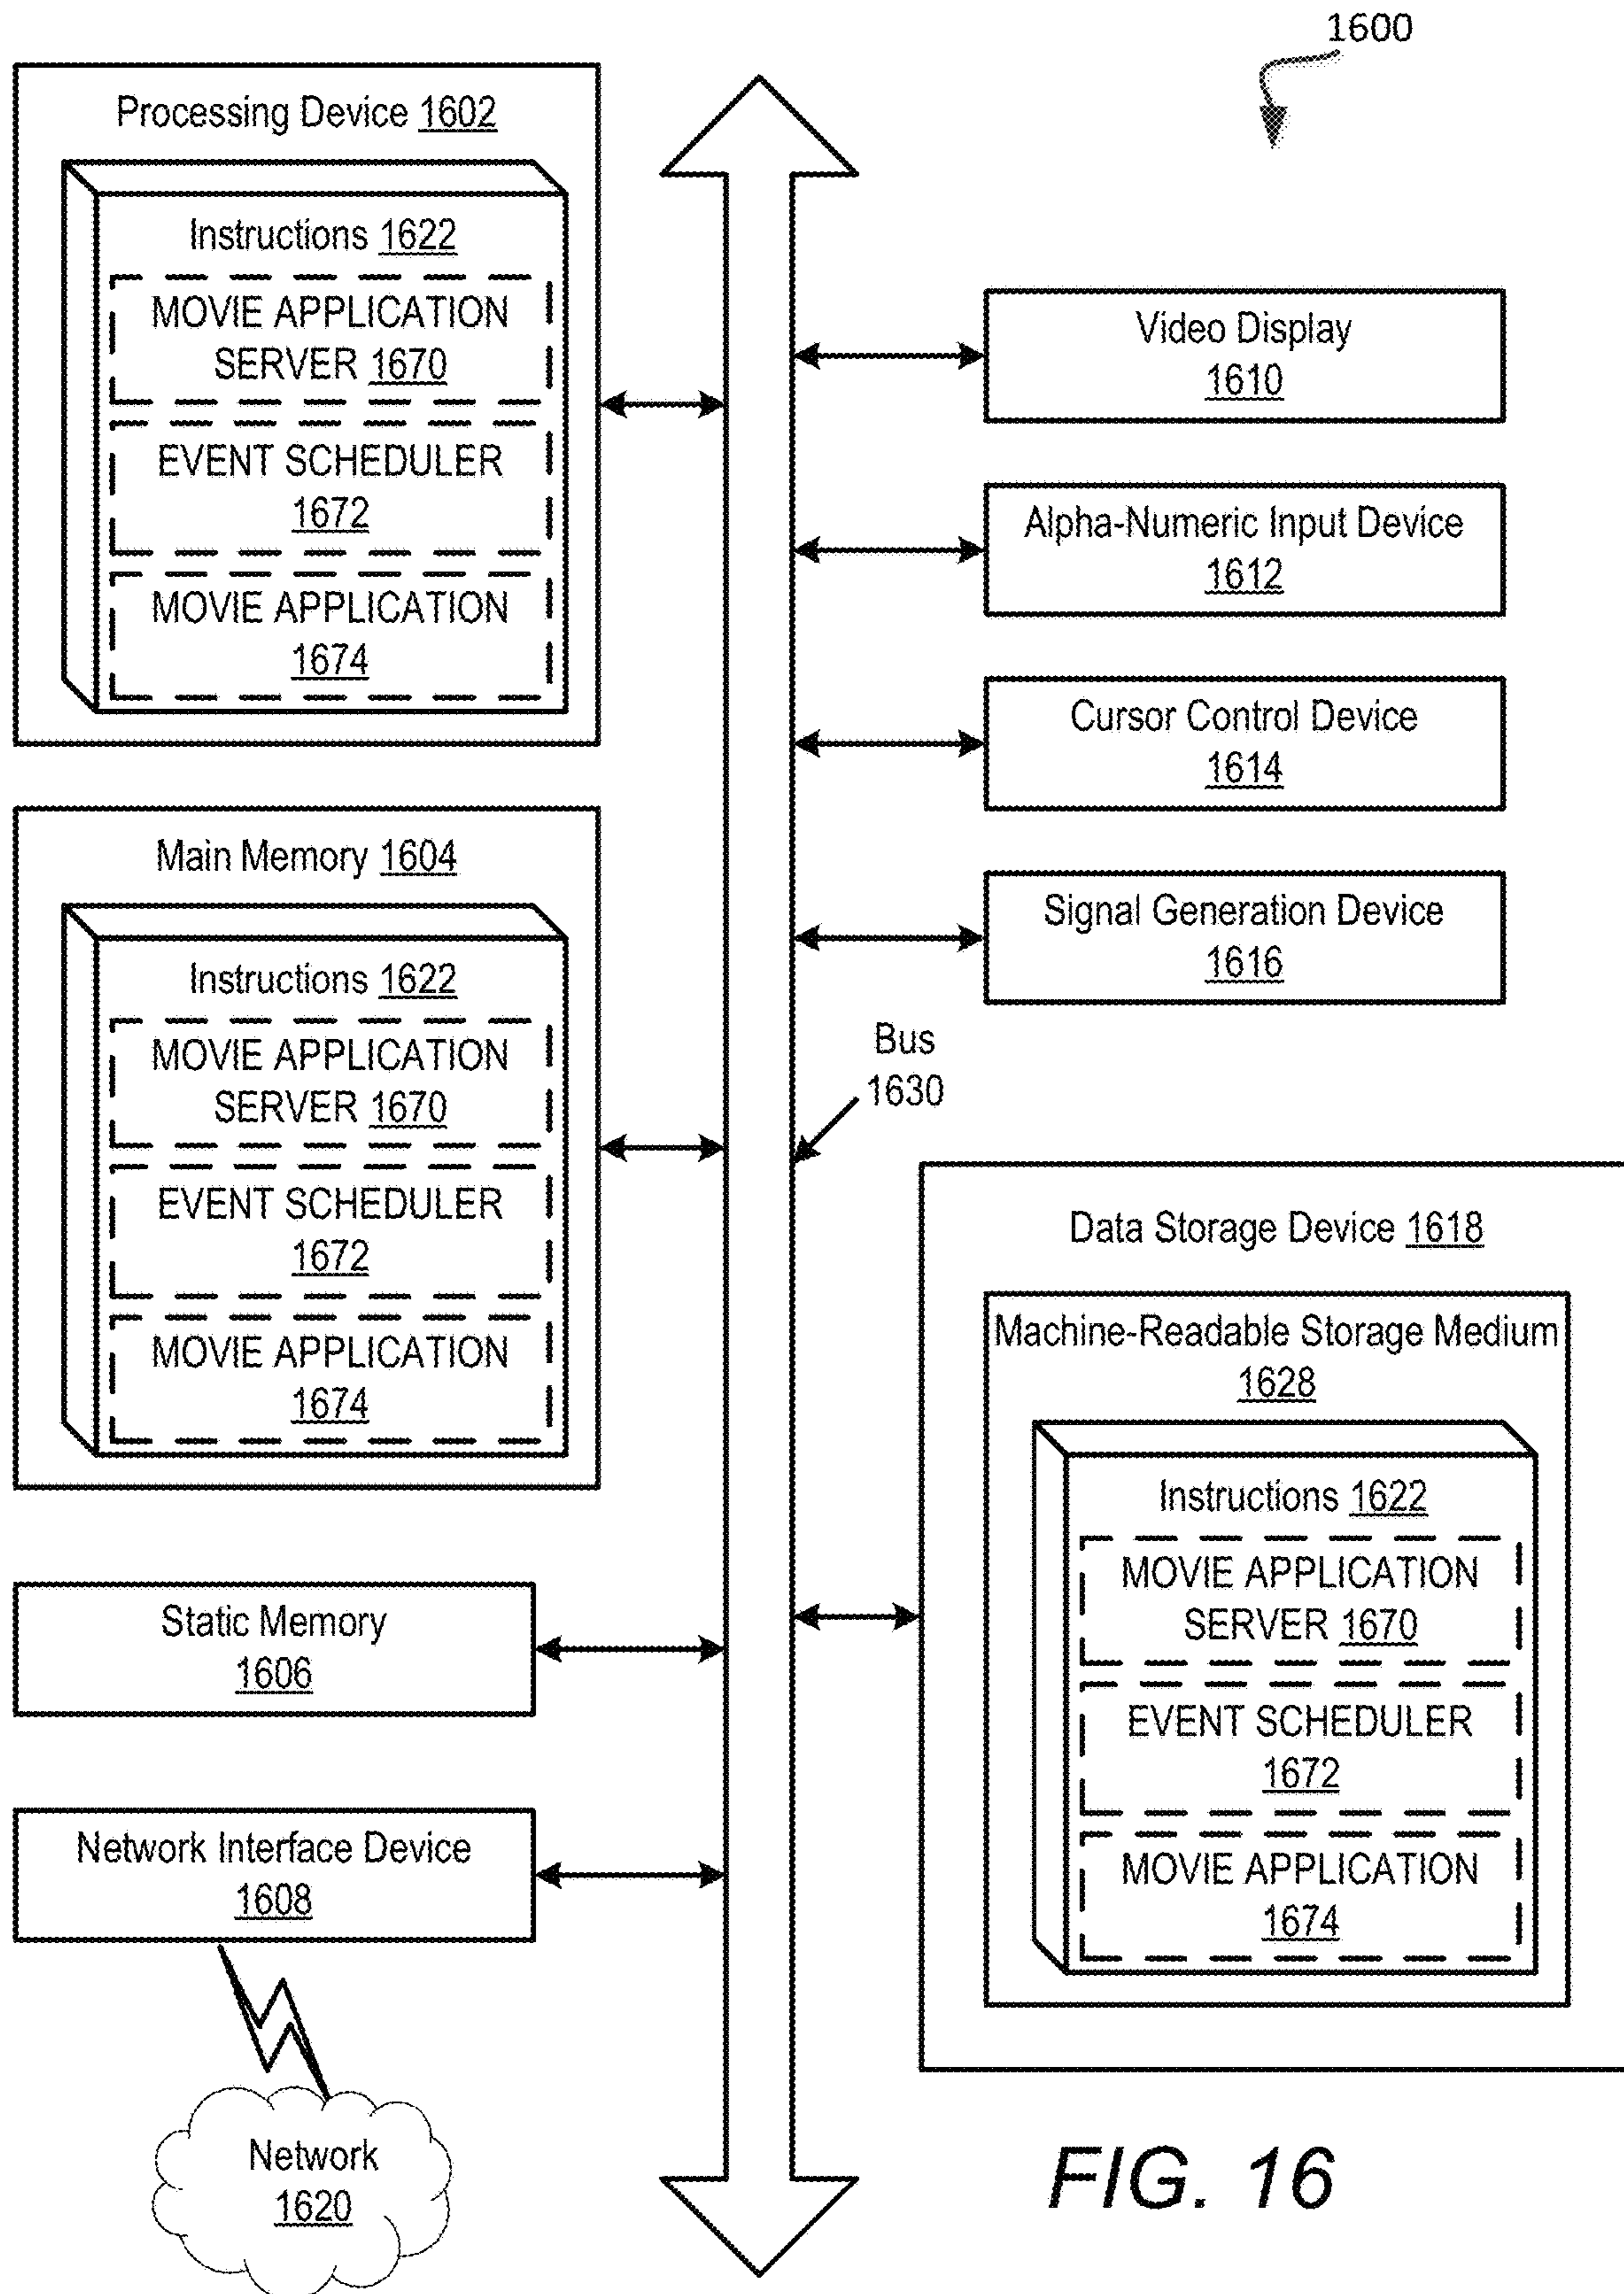 1600
Processing Device 1602
Instructions 1622
MOVIE APPLICATION
SERVER 1670
EVENT SCHEDULER
1672
MOVIE APPLICATION
1674
Main Memory 1604
Instructions 1622
MOVIE APPLICATION
SERVER 1670
EVENT SCHEDULER
1672
MOVIE APPLICATION
1674
Static Memory
1606
Network Interface Device
1608
Network
1620
Video Display
1610
Alpha-Numeric Input Device
1612
Cursor Control Device
1614
Signal Generation Device
1616
Bus
1630
Data Storage Device 1618
Machine-Readable Storage Medium
1628
Instructions 1622
MOVIE APPLICATION
SERVER 1670
EVENT SCHEDULER
1672
MOVIE APPLICATION
1674
FIG. 16